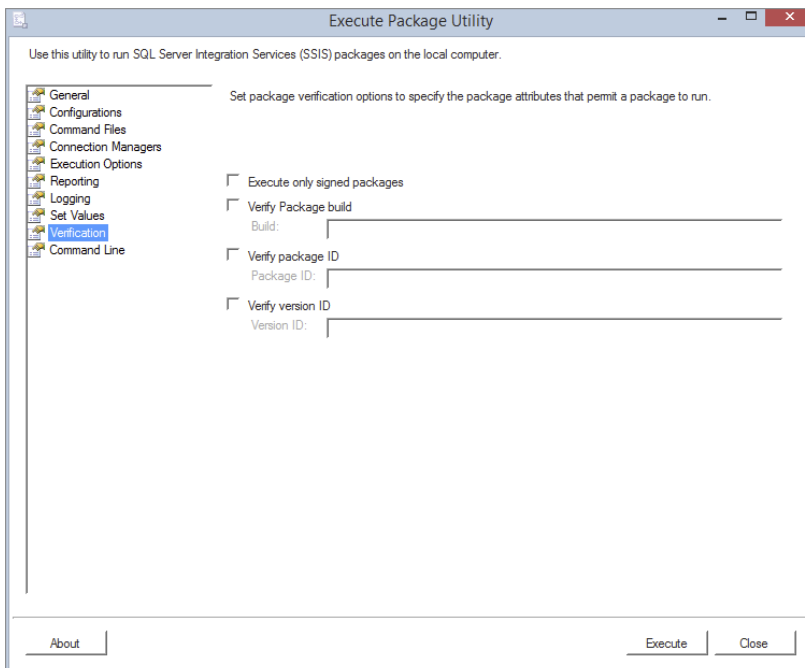 Execute Package Utility
Use this utility to run SQL Server Integration Services (SSIS) packages on the local computer.
General
Configurations
Command Files
Connection Managers
Execution Options
Reporting
Logging
Set Values
Verification
Command Line
Set package verification options to specify the package attributes that permit a package to run.
Execute only signed packages
Verify Package build
Build:
Verify package ID
Package ID:
Verify version ID
Version ID:
About
Execute
Close